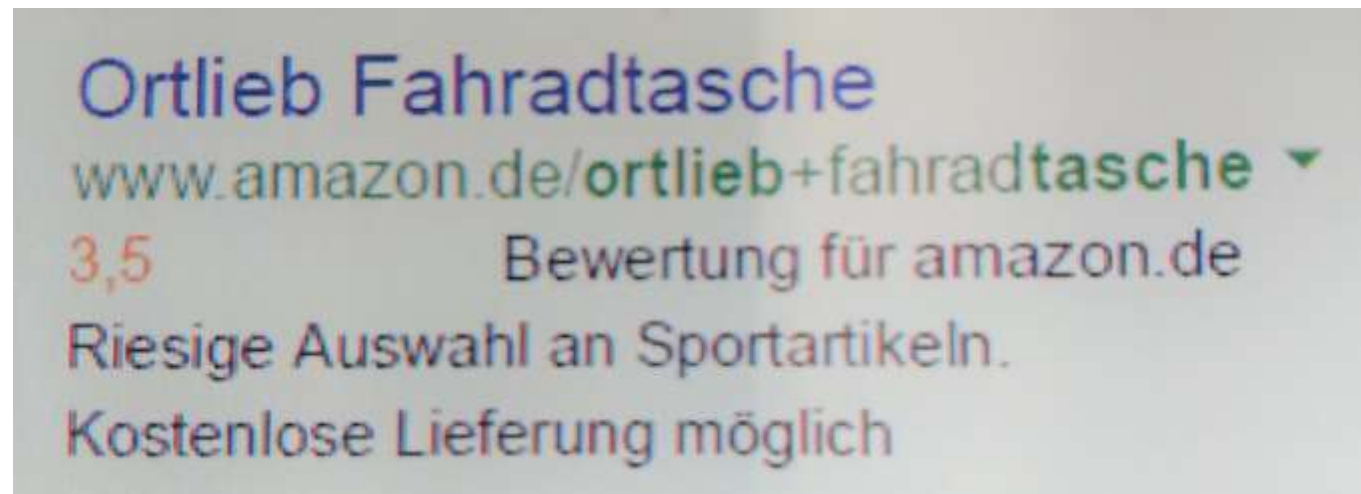 Ortlieb Fahradtasche
www.amazon.de/ortlieb+fahradtasche
3,5 Bewertung für amazon.de
Riesige Auswahl an Sportartikeln.
Kostenlose Lieferung möglich